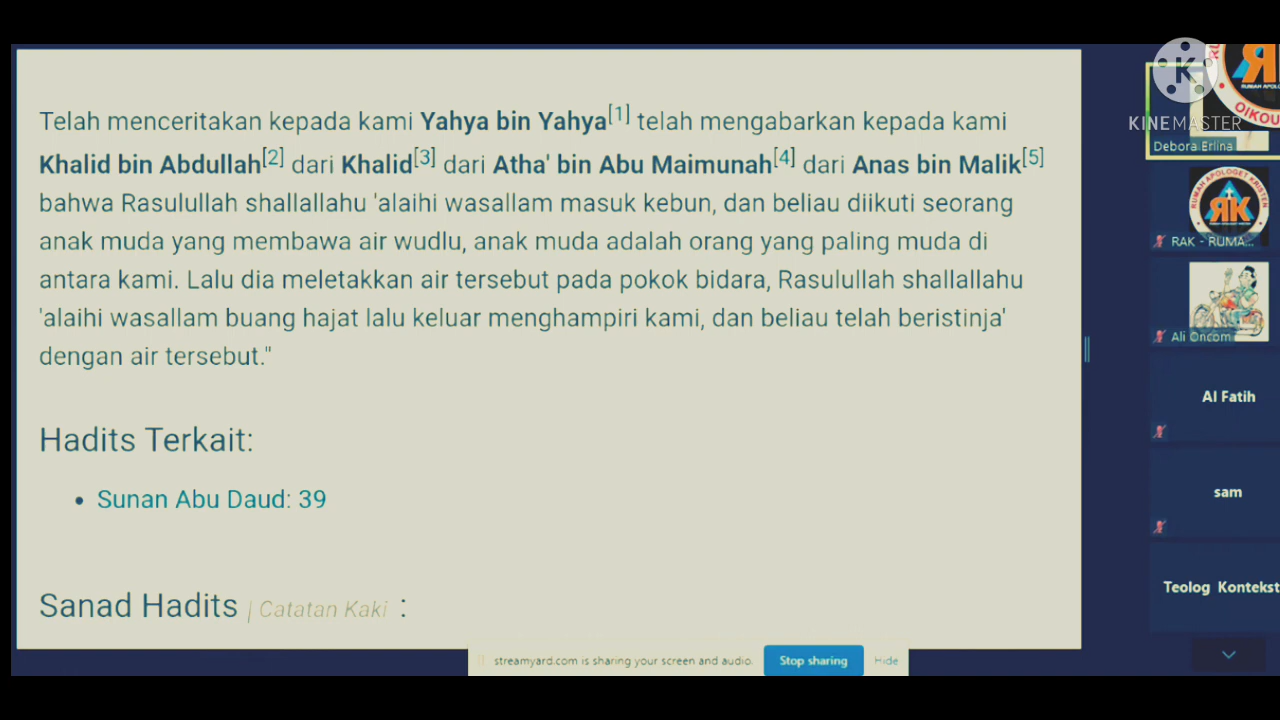 Telah menceritakan kepada kami Yahya bin Yahya[1] telah mengabarkan kepada kami
Khalid bin Abdullah[2] dari Khalid[3] dari Atha' bin Abu Maimunah[4] dari Anas bin Malik[5]
bahwa Rasulullah shallallahu 'alaihi wasallam masuk kebun, dan beliau diikuti seorang
anak muda yang membawa air wudlu, anak muda adalah orang yang paling muda di
antara kami. Lalu dia meletakkan air tersebut pada pokok bidara, Rasulullah shallallahu
'alaihi wasallam buang hajat lalu keluar menghampiri kami, dan beliau telah beristinja'
dengan air tersebut."
Hadits Terkait:
• Sunan Abu Daud: 39
Sanad Hadits | Catatan Kaki :
streamyard.com is sharing your screen and audio.
Stop sharing
Hide
K
KINEMASTER
OIKOU
Debora Erlina
RUMAH APOLOGET KRISTEN
RK
RAK - RUMA...
Ali Oncom
Al Fatih
sam
Teolog Kontekst